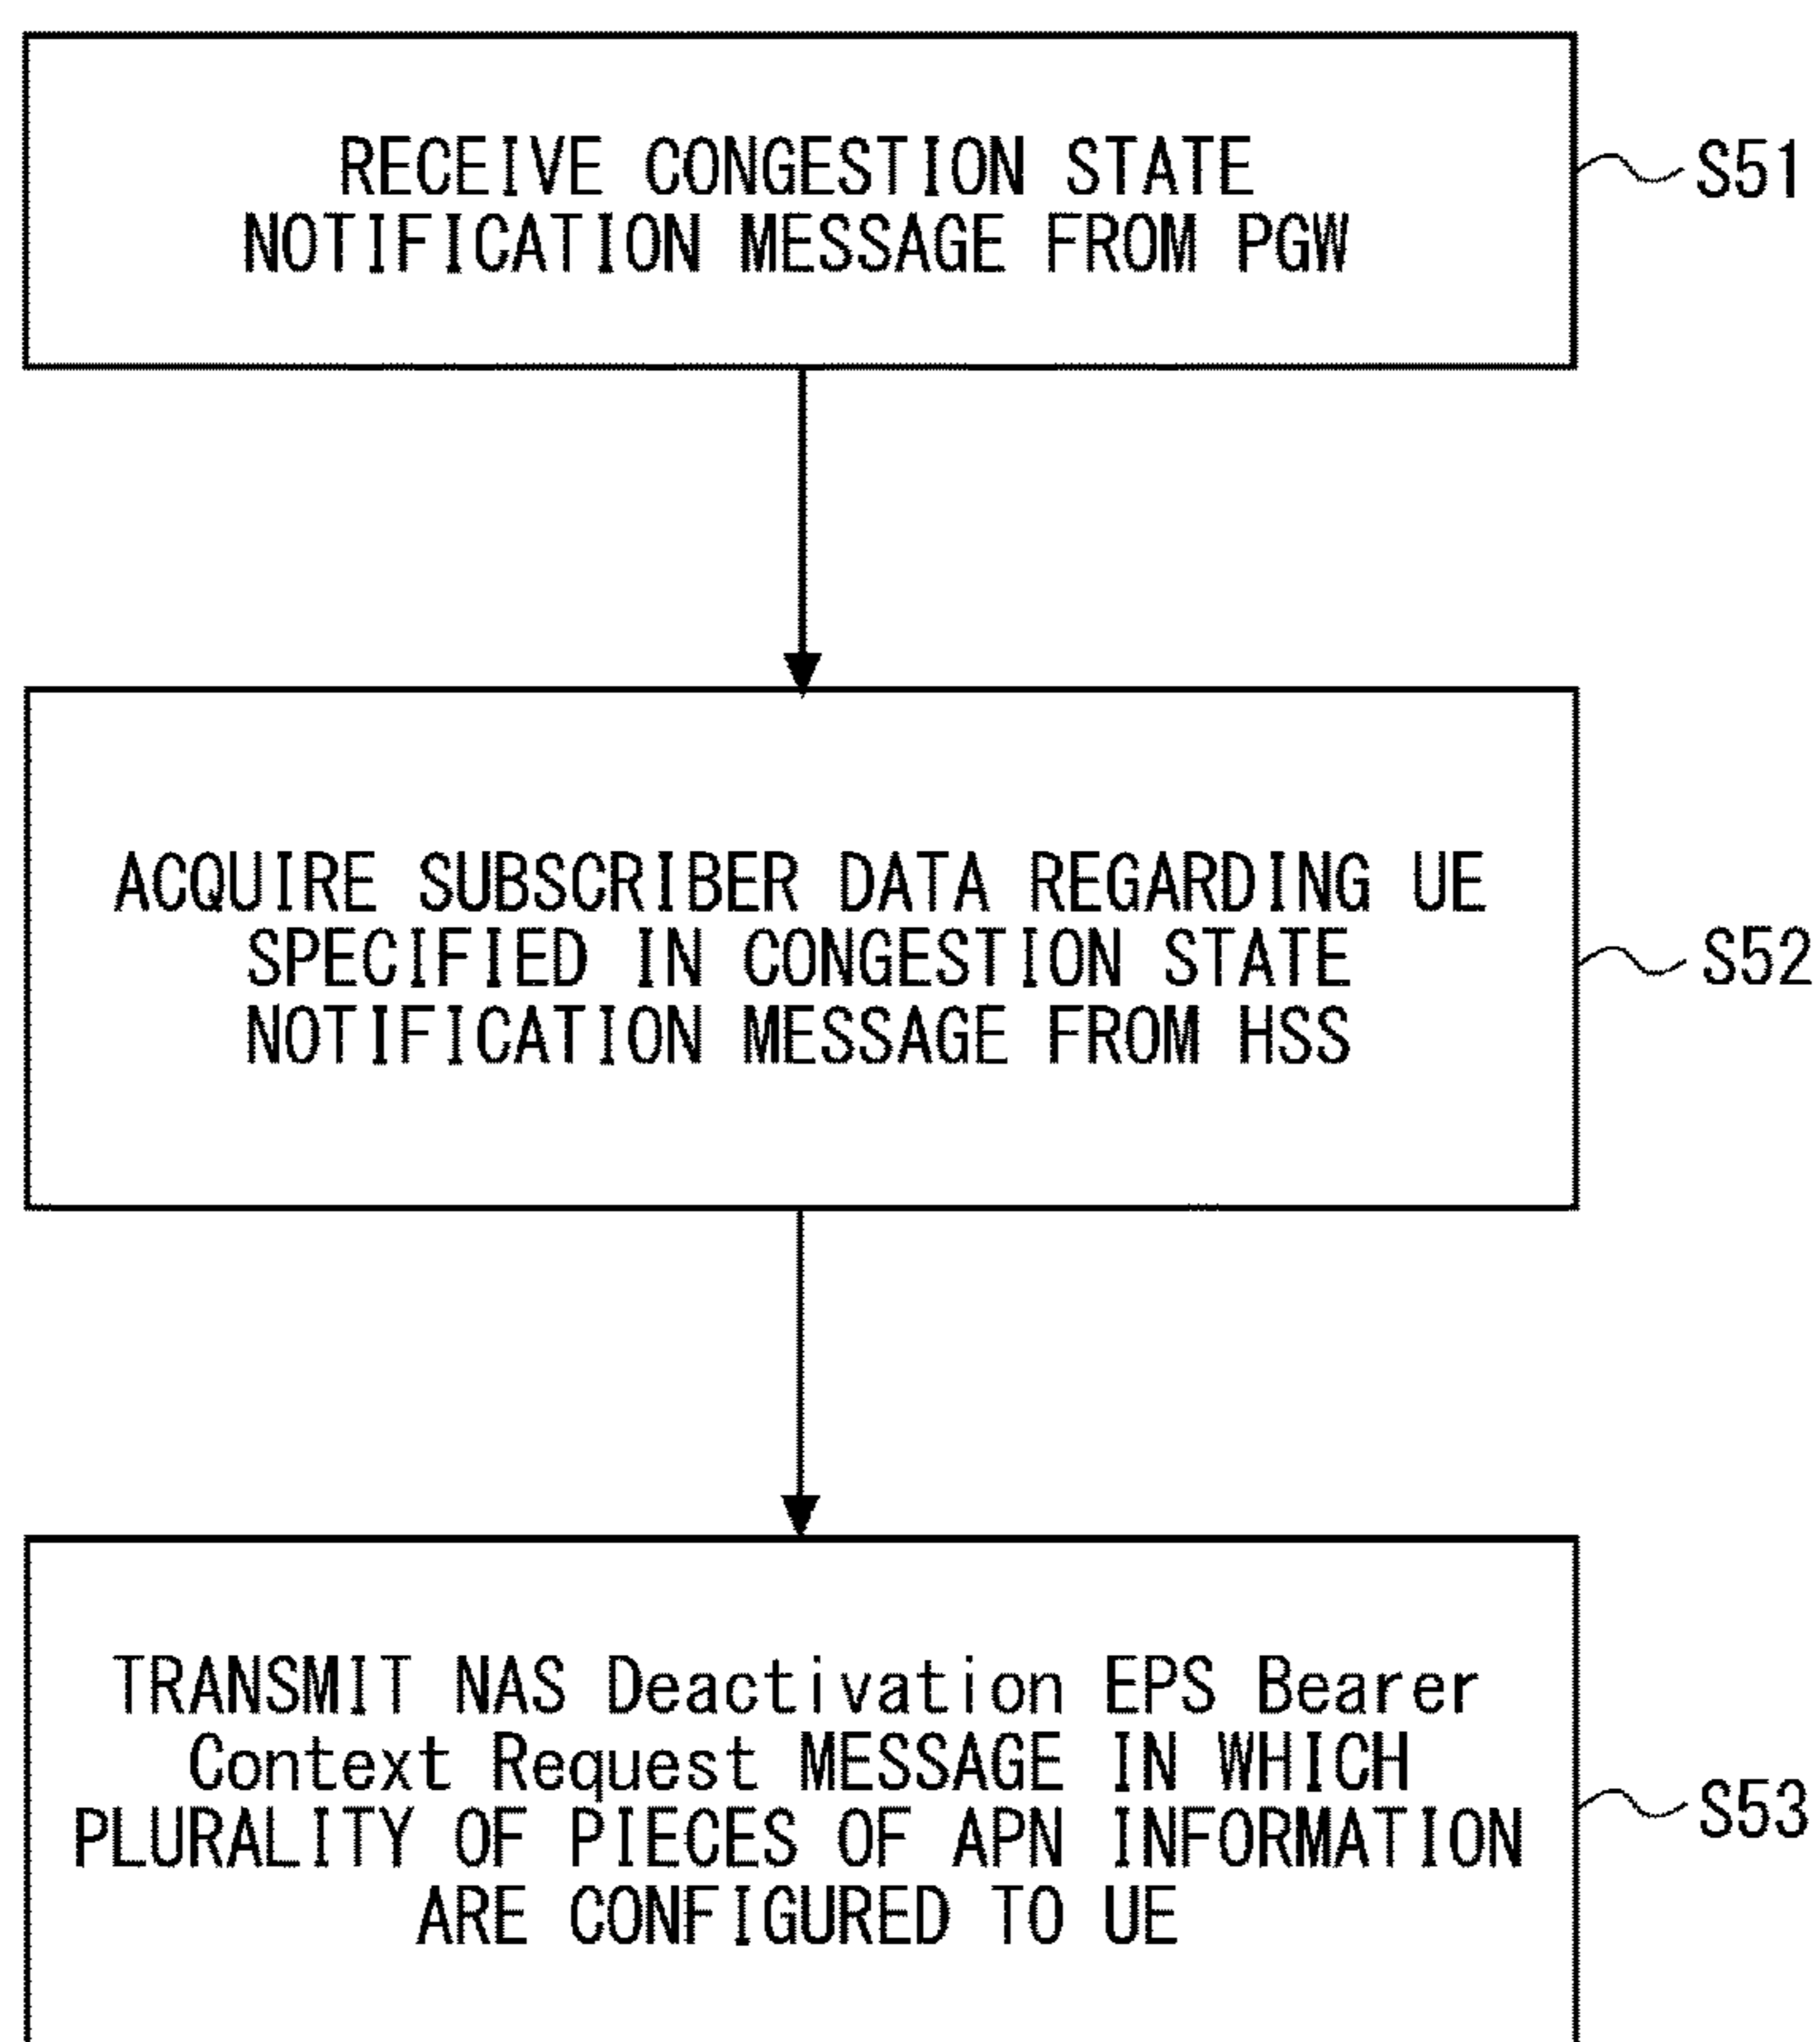 RECEIVE CONGESTION STATE
NOTIFICATION MESSAGE FROM PGW
S51
ACQUIRE SUBSCRIBER DATA REGARDING UE
SPECIFIED IN CONGESTION STATE
NOTIFICATION MESSAGE FROM HSS
S52
TRANSMIT NAS Deactivation EPS Bearer
Context Request MESSAGE IN WHICH
PLURALITY OF PIECES OF APN INFORMATION
ARE CONFIGURED TO UE
S53